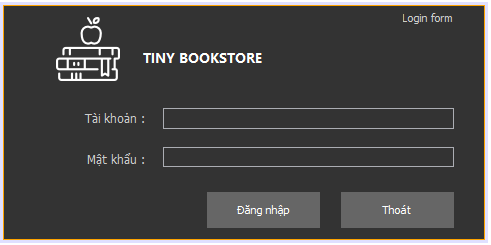 Login form
TINY BOOKSTORE
Tài khoản :
Mật khẩu :
Đăng nhập
Thoát